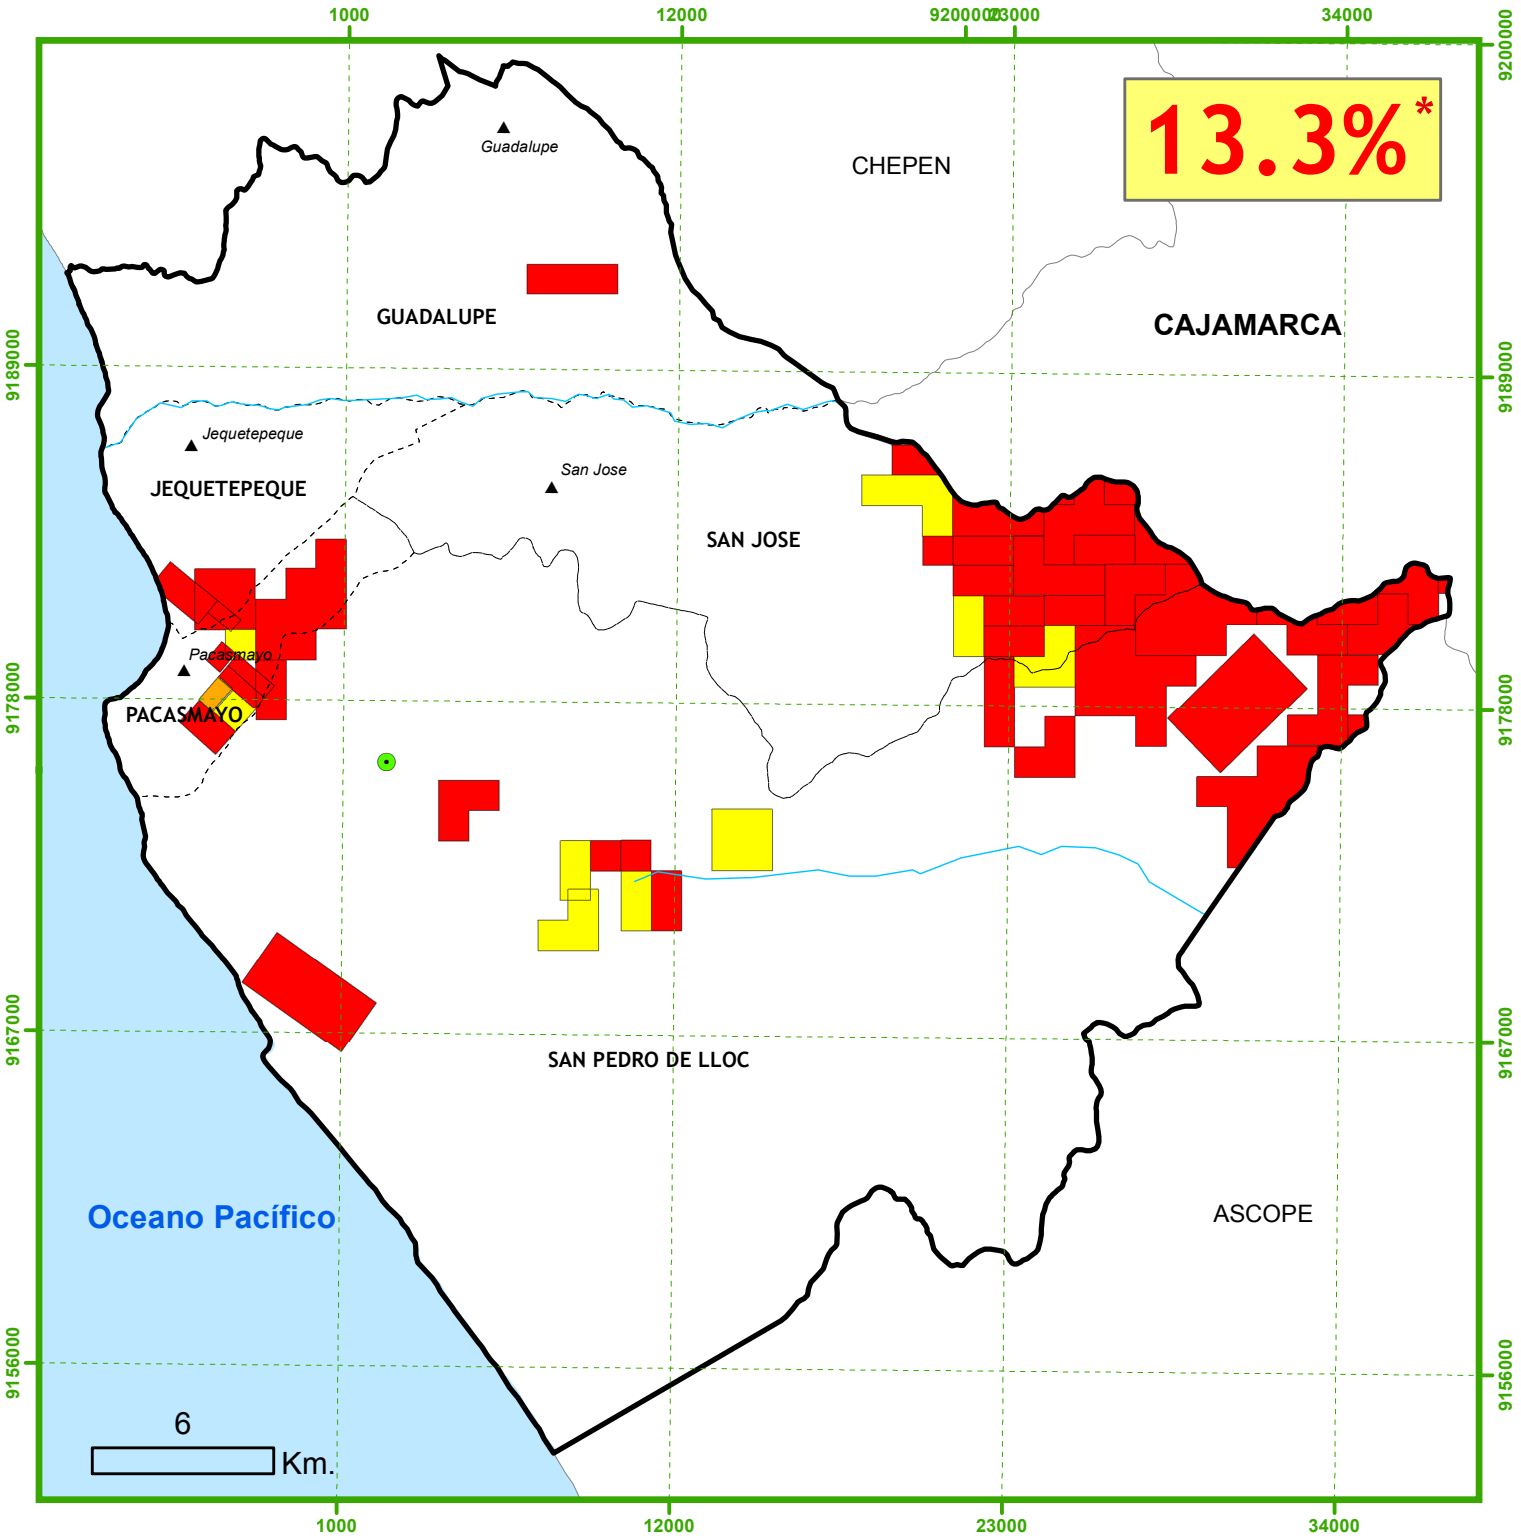 1000
12000
9200000
23000
34000
9200000
13.3%*
Guadalupe
CHEPEN
GUADALUPE
CAJAMARCA
9189000
9189000
Jequetepeque
San Jose
JEQUETEPEQUE
SAN JOSE
Pacasmayo
PACASMAYO
9178000
9178000
9167000
9167000
SAN PEDRO DE LLOC
Oceano Pacífico
ASCOPE
9156000
9156000
6
Km.
1000
12000
23000
34000